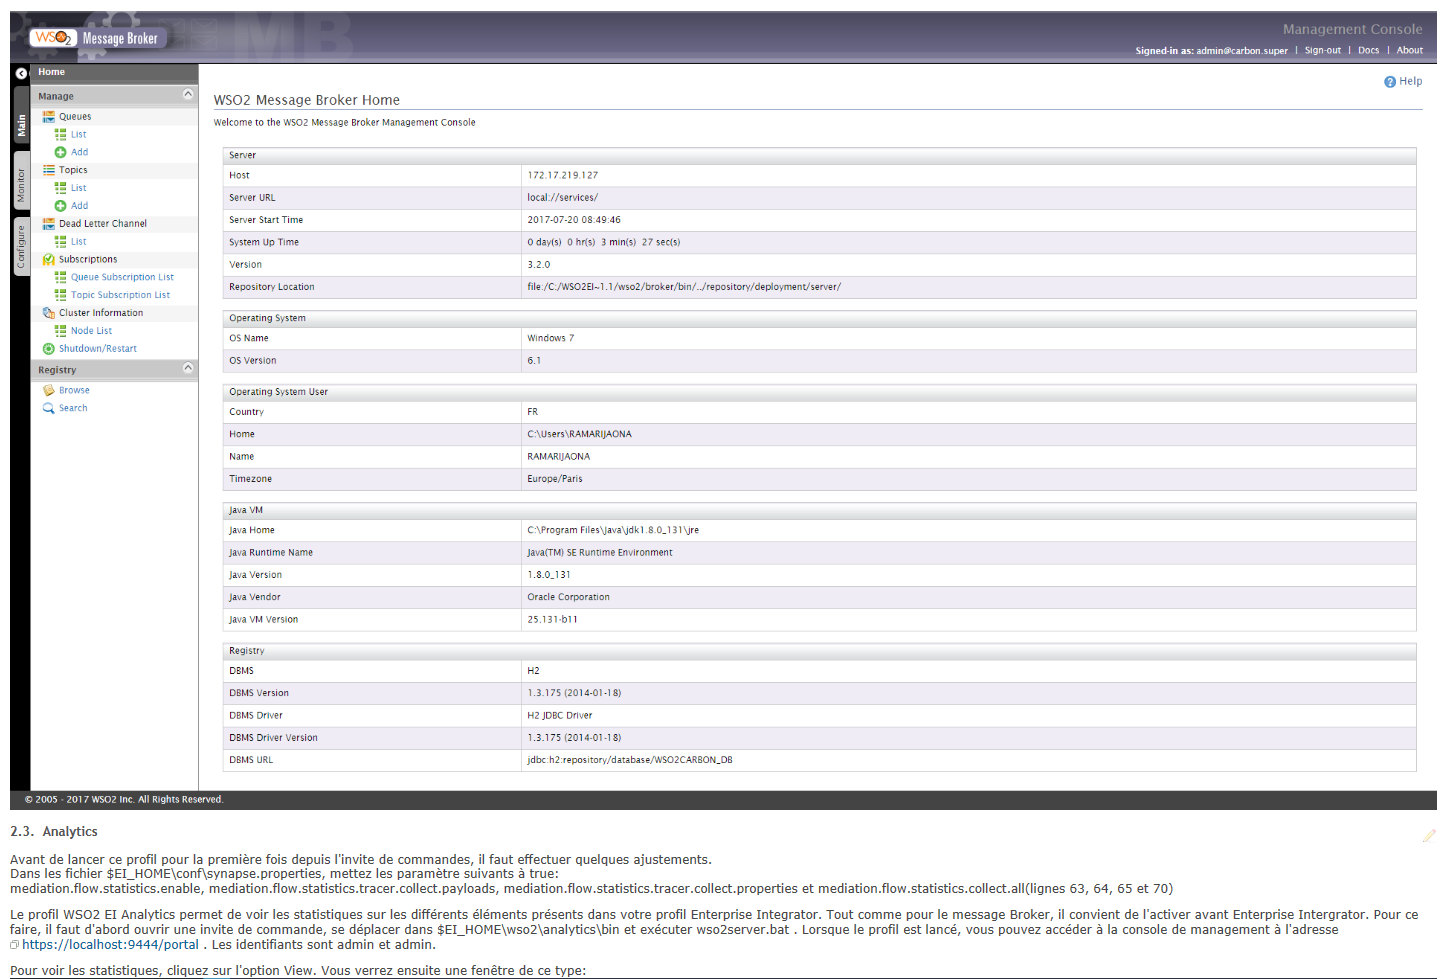 WSO2 Message Broker
Management Console
Signed-in as: admin@carbon.super | Sign-out | Docs | About
Main
Monitor
Configure
Home
Manage
Queues
List
Add
Topics
List
Add
Dead Letter Channel
List
Subscriptions
Queue Subscription List
Topic Subscription List
Cluster Information
Node List
Shutdown/Restart
Registry
Browse
Search
Help
WSO2 Message Broker Home
Welcome to the WSO2 Message Broker Management Console
Server
Host 172.17.219.127
Server URL local://services/
Server Start Time 2017-07-20 08:49:46
System Up Time 0 day(s) 0 hr(s) 3 min(s) 27 sec(s)
Version 3.2.0
Repository Location file:/C:/WSO2EI~1.1/wso2/broker/bin/../repository/deployment/server/
Operating System
OS Name Windows 7
OS Version 6.1
Operating System User
Country FR
Home C:\Users\RAMARIJAONA
Name RAMARIJAONA
Timezone Europe/Paris
Java VM
Java Home C:\Program Files\Java\jdk1.8.0_131\jre
Java Runtime Name Java(TM) SE Runtime Environment
Java Version 1.8.0_131
Java Vendor Oracle Corporation
Java VM Version 25.131-b11
Registry
DBMS H2
DBMS Version 1.3.175 (2014-01-18)
DBMS Driver H2 JDBC Driver
DBMS Driver Version 1.3.175 (2014-01-18)
DBMS URL jdbc:h2:repository/database/WSO2CARBON_DB
© 2005 - 2017 WSO2 Inc. All Rights Reserved.
2.3. Analytics
Avant de lancer ce profil pour la première fois depuis l'invite de commandes, il faut effectuer quelques ajustements.
Dans les fichier $EI_HOME\conf\synapse.properties, mettez les paramètre suivants à true:
mediation.flow.statistics.enable, mediation.flow.statistics.tracer.collect.payloads, mediation.flow.statistics.tracer.collect.properties et mediation.flow.statistics.collect.all(lignes 63, 64, 65 et 70)
Le profil WSO2 EI Analytics permet de voir les statistiques sur les différents éléments présents dans votre profil Enterprise Integrator. Tout comme pour le message Broker, il convient de l'activer avant Enterprise Intergrator. Pour ce
faire, il faut d'abord ouvrir une invite de commande, se déplacer dans $EI_HOME\wso2\analytics\bin et exécuter wso2server.bat . Lorsque le profil est lancé, vous pouvez accéder à la console de management à l'adresse
https://localhost:9444/portal . Les identifiants sont admin et admin.
Pour voir les statistiques, cliquez sur l'option View. Vous verrez ensuite une fenêtre de ce type: